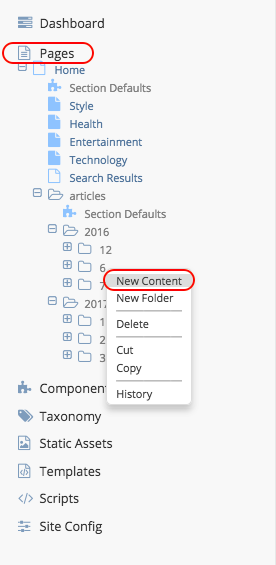 Dashboard
Pages
Home
Section Defaults
Style
Health
Entertainment
Technology
Search Results
articles
Section Defaults
2016
12
6
New Content
7
New Folder
2017
1
Delete
2
Cut
3
Copy
Component
History
Taxonomy
Static Assets
Templates
Scripts
Site Config